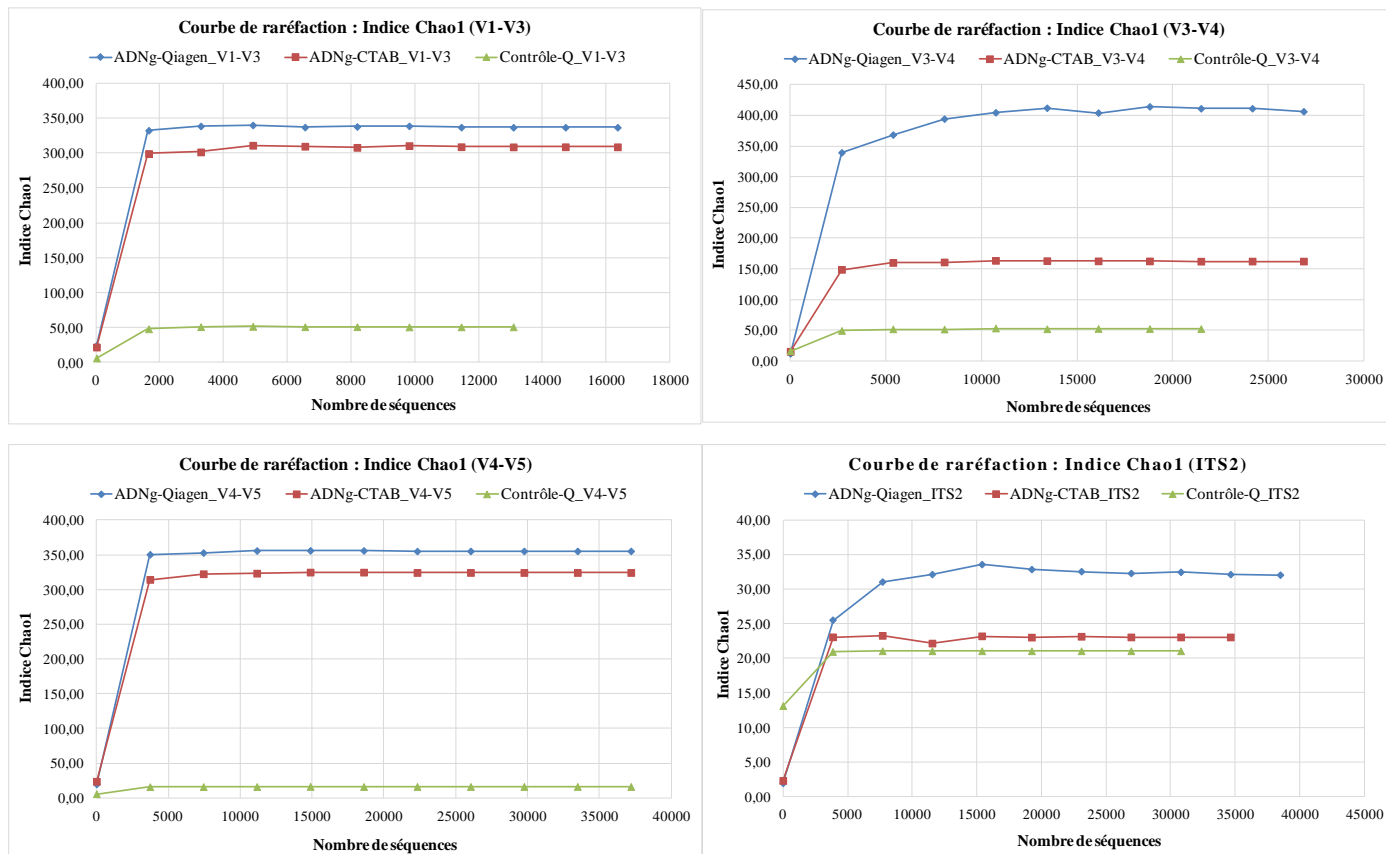 Courbe de raréfaction : Indice Chao1 (V1-V3)
ADNg-Qiagen_V1-V3 ADNg-CTAB_V1-V3 Contrôle-Q_V1-V3
400,00
350,00
300,00
250,00
200,00
150,00
100,00
50,00
0,00
Indice Chao1
0 2000 4000 6000 8000 10000 12000 14000 16000 18000
Nombre de séquences
Courbe de raréfaction : Indice Chao1 (V3-V4)
ADNg-Qiagen_V3-V4 ADNg-CTAB_V3-V4 Contrôle-Q_V3-V4
450,00
400,00
350,00
300,00
250,00
200,00
150,00
100,00
50,00
0,00
Indice Chao1
0 5000 10000 15000 20000 25000 30000
Nombre de séquences
Courbe de raréfaction : Indice Chao1 (V4-V5)
ADNg-Qiagen_V4-V5 ADNg-CTAB_V4-V5 Contrôle-Q_V4-V5
400,00
350,00
300,00
250,00
200,00
150,00
100,00
50,00
0,00
Indice Chao1
0 5000 10000 15000 20000 25000 30000 35000 40000
Nombre de séquences
Courbe de raréfaction : Indice Chao1 (ITS2)
ADNg-Qiagen_ITS2 ADNg-CTAB_ITS2 Contrôle-Q_ITS2
40,00
35,00
30,00
25,00
20,00
15,00
10,00
5,00
0,00
Indice Chao1
0 5000 10000 15000 20000 25000 30000 35000 40000 45000
Nombre de séquences